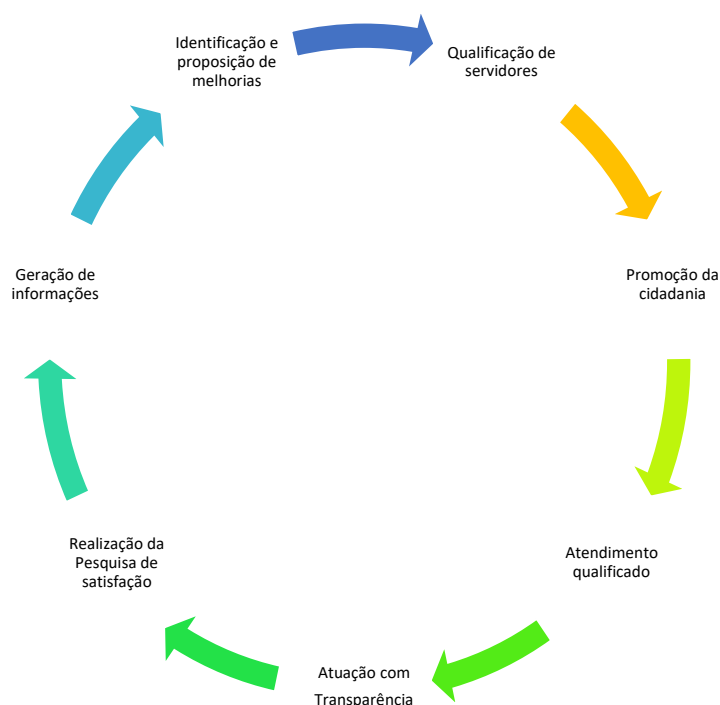 Identificação e
proposição de
melhorias
Qualificação de
servidores
Promoção da
cidadania
Atendimento
qualificado
Atuação com
Transparência
Realização da
Pesquisa de
satisfação
Geração de
informações